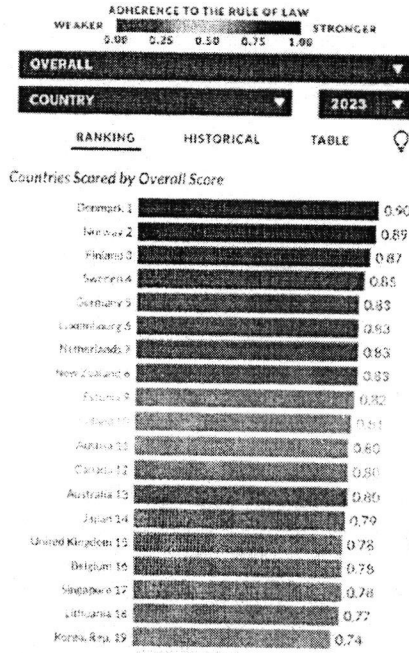 ADHERENCE TO THE RULE OF LAW
WEAKER STRONGER
0.00 0.25 0.50 0.75 1.00
OVERALL
COUNTRY 2023
RANKING HISTORICAL TABLE
Countries Scored by Overall Score
Denmark 1 0.90
Norway 2 0.89
Finland 3 0.87
Sweden 4 0.85
Germany 5 0.83
Luxembourg 6 0.83
Netherlands 7 0.83
New Zealand 8 0.83
Estonia 9 0.82
Ireland 10 0.81
Austria 11 0.80
Canada 12 0.80
Australia 13 0.80
Japan 14 0.79
United Kingdom 15 0.78
Belgium 16 0.78
Singapore 17 0.78
Lithuania 18 0.77
Korea, Rep. 19 0.74